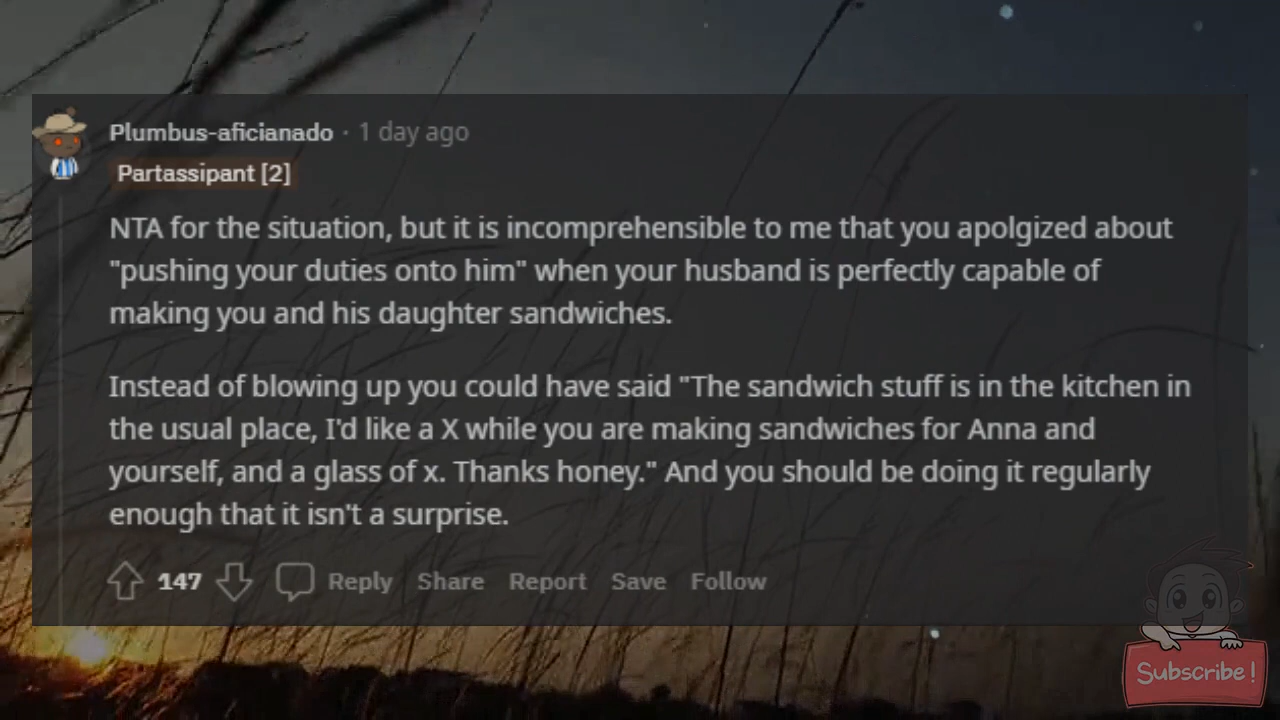 Plumbus-aficianado · 1 day ago
Partassipant [2]
NTA for the situation, but it is incomprehensible to me that you apolgized about
"pushing your duties onto him" when your husband is perfectly capable of
making you and his daughter sandwiches.
Instead of blowing up you could have said "The sandwich stuff is in the kitchen in
the usual place, I'd like a X while you are making sandwiches for Anna and
yourself, and a glass of x. Thanks honey." And you should be doing it regularly
enough that it isn't a surprise.
147 Reply Share Report Save Follow
Subscribe!